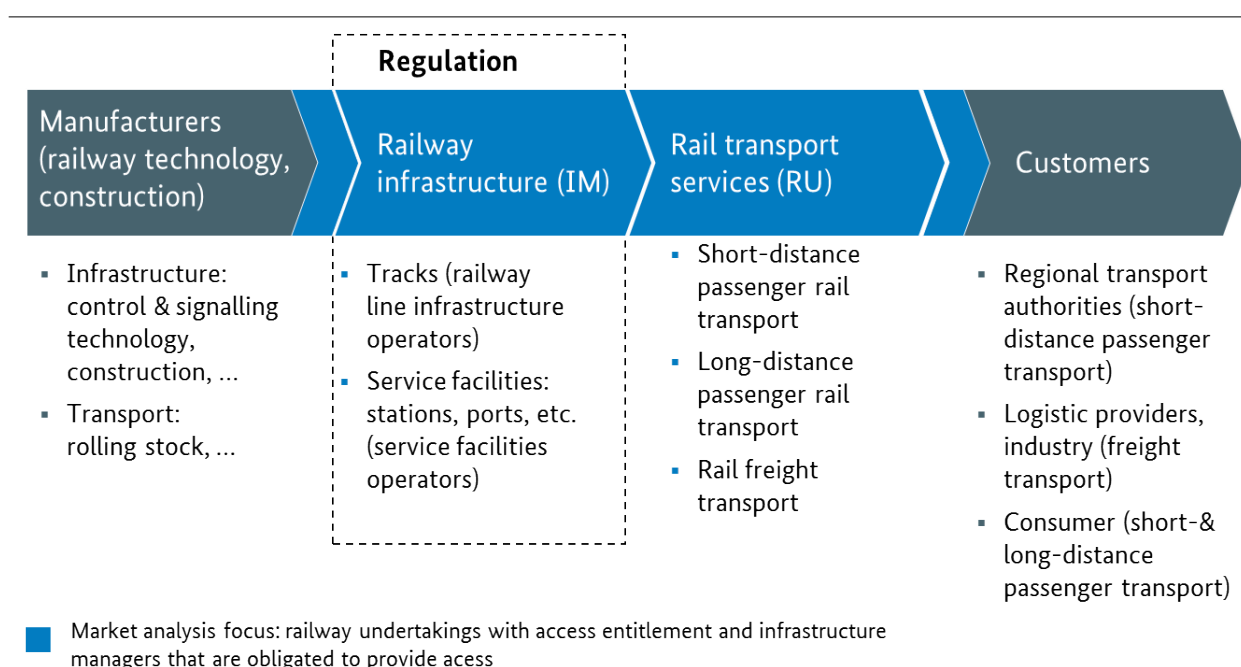 Regulation
Manufacturers
(railway technology,
construction)
Railway
infrastructure (IM)
Rail transport
services (RU)
Customers
▪ Infrastructure:
control & signalling
technology,
construction, ...
▪ Transport:
rolling stock, ...
▪ Tracks (railway
line infrastructure
operators)
▪ Service facilities:
stations, ports, etc.
(service facilities
operators)
▪ Short-distance
passenger rail
transport
▪ Long-distance
passenger rail
transport
▪ Rail freight
transport
▪ Regional transport
authorities (short-
distance passenger
transport)
▪ Logistic providers,
industry (freight
transport)
▪ Consumer (short-&
long-distance
passenger transport)
Market analysis focus: railway undertakings with access entitlement and infrastructure
managers that are obligated to provide acess